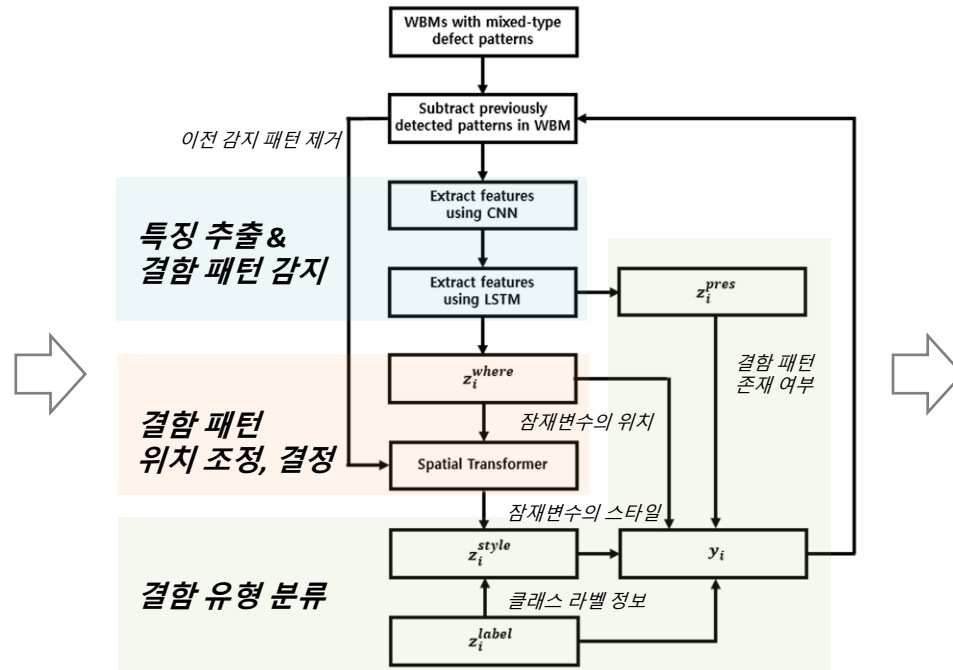 WBMs with mixed-type
defect patterns
Subtract previously
detected patterns in WBM
이전 감지 패턴 제거
Extract features
using CNN
특징 추출 &
결함 패턴 감지
Extract features
using LSTM
z_i^{pres}
z_i^{where}
결함 패턴
존재 여부
잠재변수의 위치
결함 패턴
위치 조정, 결정
Spatial Transformer
잠재변수의 스타일
z_i^{style}
y_i
결함 유형 분류
클래스 라벨 정보
z_i^{label}